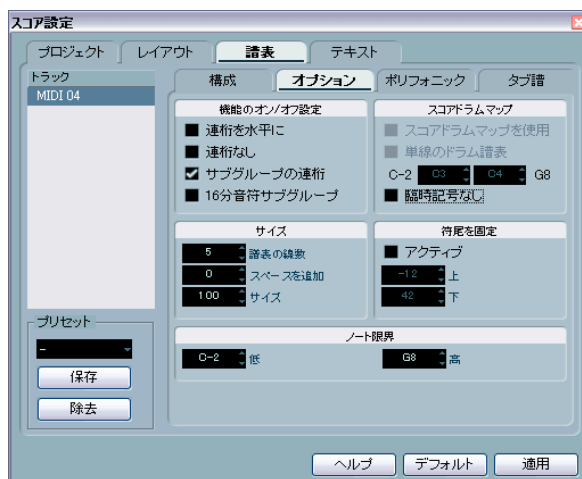 スコア設定
プロジェクト レイアウト 譜表 テキスト
トラック
MIDI 04
構成 オプション ポリフォニック タブ譜
機能のオン/オフ設定
連桁を水平に
連桁なし
サブグループの連桁
16分音符サブグループ
スコアドラムマップ
スコアドラムマップを使用
単線のドラム譜表
C-2 C3 C4 G8
臨時記号なし
サイズ
5 譜表の線数
0 スペースを追加
100 サイズ
符尾を固定
アクティブ
-12 上
42 下
ノート限界
C-2 低 G8 高
プリセット
-
保存
除去
ヘルプ デフォルト 適用